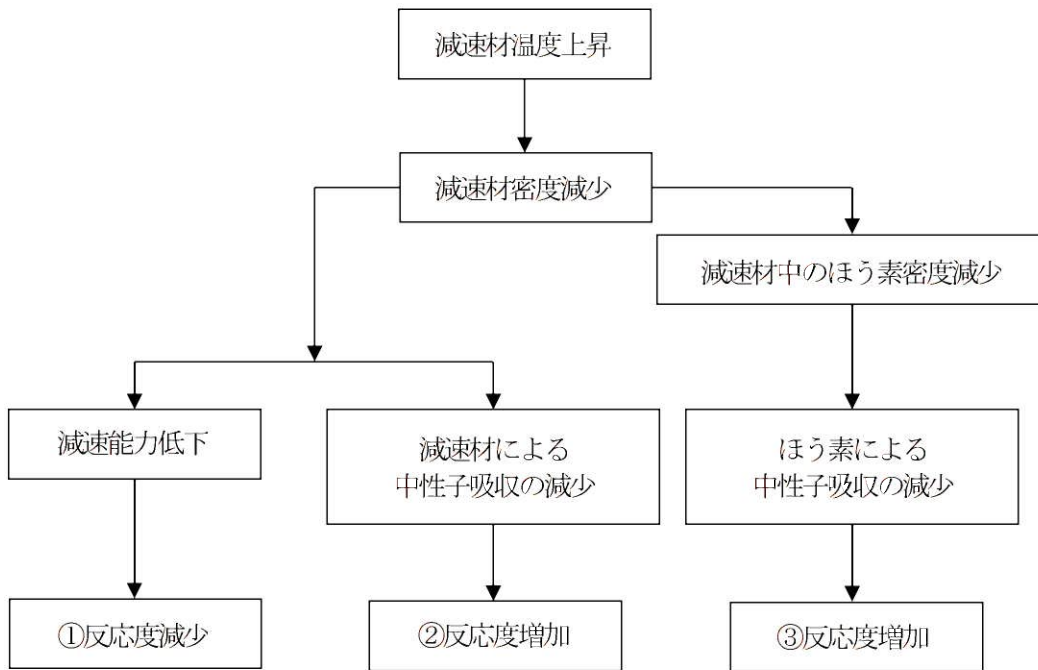 減速材温度上昇
減速材密度減少
減速材中のほう素密度減少
減速能力低下
減速材による
中性子吸収の減少
ほう素による
中性子吸収の減少
①反応度減少
②反応度増加
③反応度増加